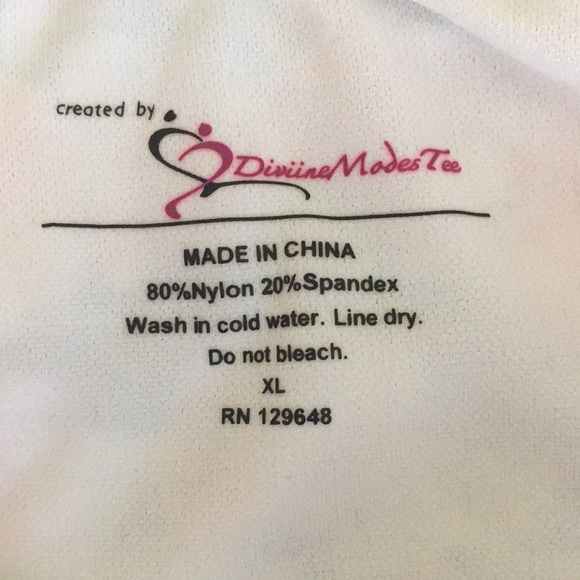 created by
DiviineModesTee
MADE IN CHINA
80%Nylon 20%Spandex
Wash in cold water. Line dry.
Do not bleach.
XL
RN 129648